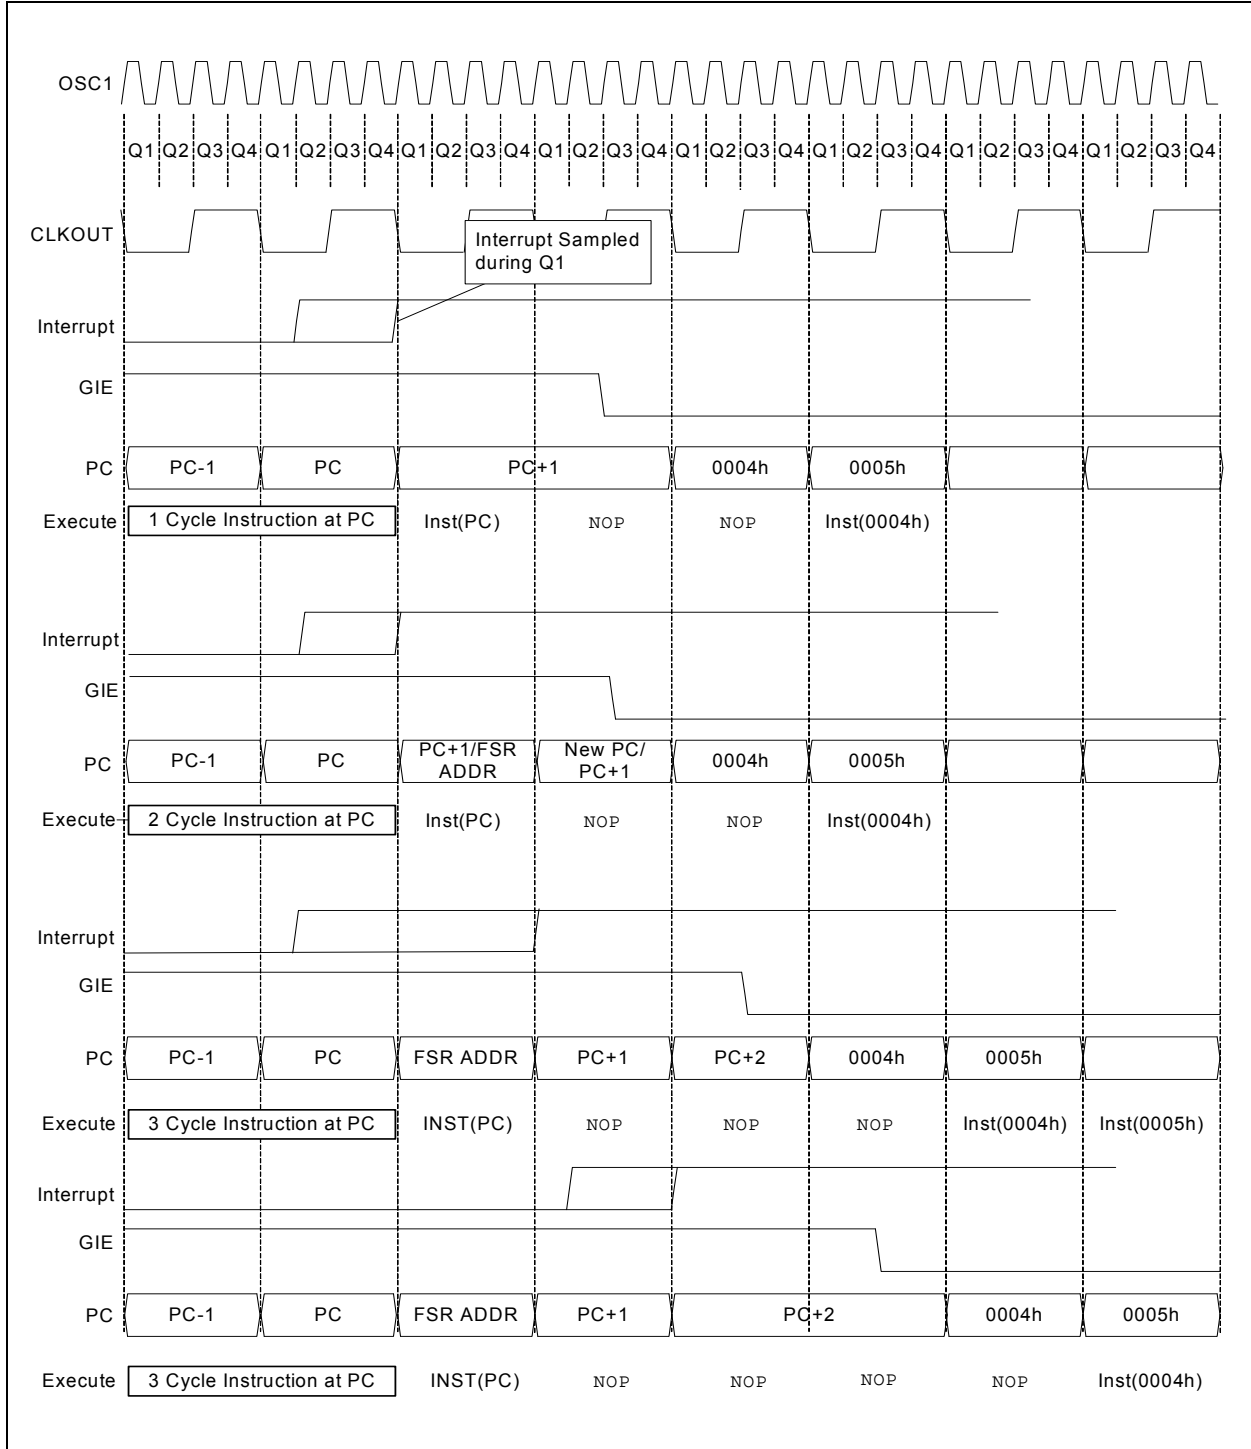 OSC1
Q1 Q2 Q3 Q4 Q1 Q2 Q3 Q4 Q1 Q2 Q3 Q4 Q1 Q2 Q3 Q4 Q1 Q2 Q3 Q4 Q1 Q2 Q3 Q4 Q1 Q2 Q3 Q4 Q1 Q2 Q3 Q4
CLKOUT
Interrupt Sampled
during Q1
Interrupt
GIE
PC PC-1 PC PC+1 0004h 0005h
Execute 1 Cycle Instruction at PC Inst(PC) NOP NOP Inst(0004h)
Interrupt
GIE
PC PC-1 PC PC+1/FSR ADDR New PC/ PC+1 0004h 0005h
Execute 2 Cycle Instruction at PC Inst(PC) NOP NOP Inst(0004h)
Interrupt
GIE
PC PC-1 PC FSR ADDR PC+1 PC+2 0004h 0005h
Execute 3 Cycle Instruction at PC INST(PC) NOP NOP NOP Inst(0004h) Inst(0005h)
Interrupt
GIE
PC PC-1 PC FSR ADDR PC+1 PC+2 0004h 0005h
Execute 3 Cycle Instruction at PC INST(PC) NOP NOP NOP NOP Inst(0004h)